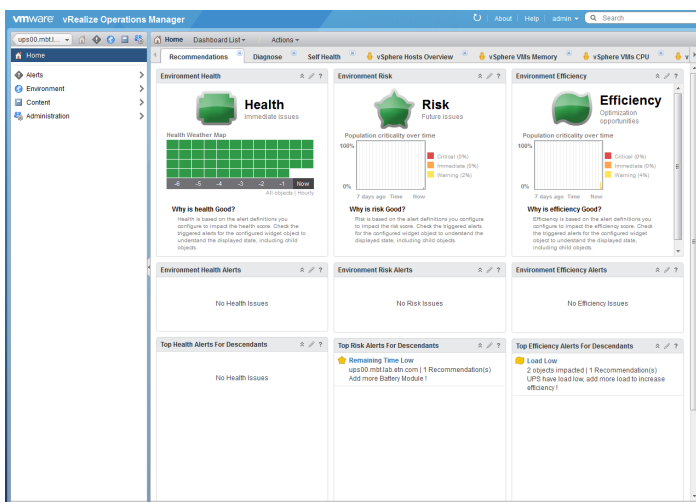 vmware vRealize Operations Manager
About Help admin Search
ups00.mbt.l...
Home Dashboard List Actions
Home
Alerts
Environment
Content
Administration
Recommendations Diagnose Self Health vSphere Hosts Overview vSphere VMs Memory vSphere VMs CPU v
Environment Health
Health
Immediate issues
Health Weather Map
-6 -5 -4 -3 -2 -1 Now
All objects | Hourly
Why is health Good?
Health is based on the alert definitions you
configure to impact the health score. Check the
triggered alerts for the configured widget object to
understand the displayed state, including child
objects.
Environment Risk
Risk
Future issues
Population criticality over time
100%
0%
Critical (0%)
Immediate (0%)
Warning (2%)
7 days ago Time Now
Why is risk Good?
Risk is based on the alert definitions you configure
to impact the risk score. Check the triggered alerts
for the configured widget object to understand the
displayed state, including child objects.
Environment Efficiency
Efficiency
Optimization
opportunities
Population criticality over time
100%
0%
Critical (0%)
Immediate (0%)
Warning (4%)
7 days ago Time Now
Why is efficiency Good?
Efficiency is based on the alert definitions you
configure to impact the efficiency score. Check
the triggered alerts for the configured widget
object to understand the displayed state,
including child objects.
Environment Health Alerts
No Health Issues
Environment Risk Alerts
No Risk Issues
Environment Efficiency Alerts
No Efficiency Issues
Top Health Alerts For Descendants
No Health Issues
Top Risk Alerts For Descendants
Remaining Time Low
ups00.mbt.lab.etn.com | 1 Recommendation(s)
Add more Battery Module !
Top Efficiency Alerts For Descendants
Load Low
2 objects impacted | 1 Recommendation(s)
UPS have load low, add more load to increase
efficiency !